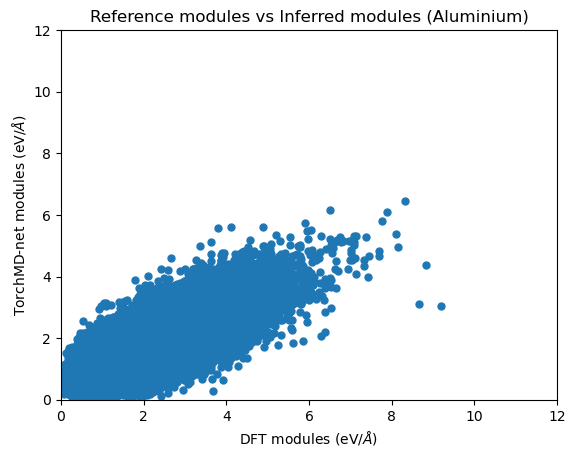 Reference modules vs Inferred modules (Aluminium)
12
10
8
6
4
2
0
TorchMD-net modules (eV/Å)
0 2 4 6 8 10 12
DFT modules (eV/Å)